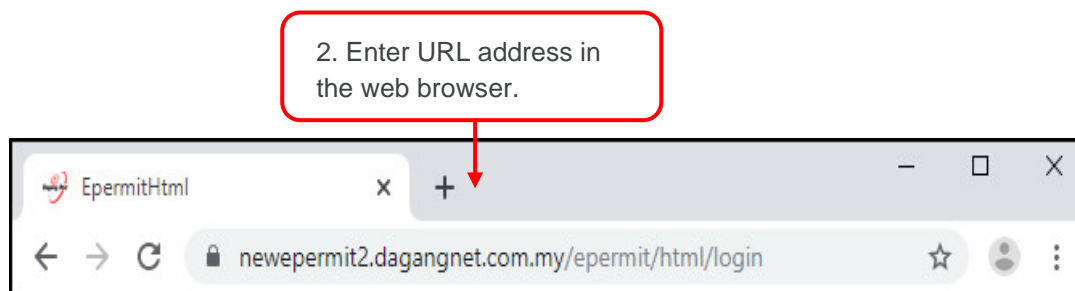 2. Enter URL address in
the web browser.
EpermitHtml
newepermit2.dagangnet.com.my/epermit/html/login